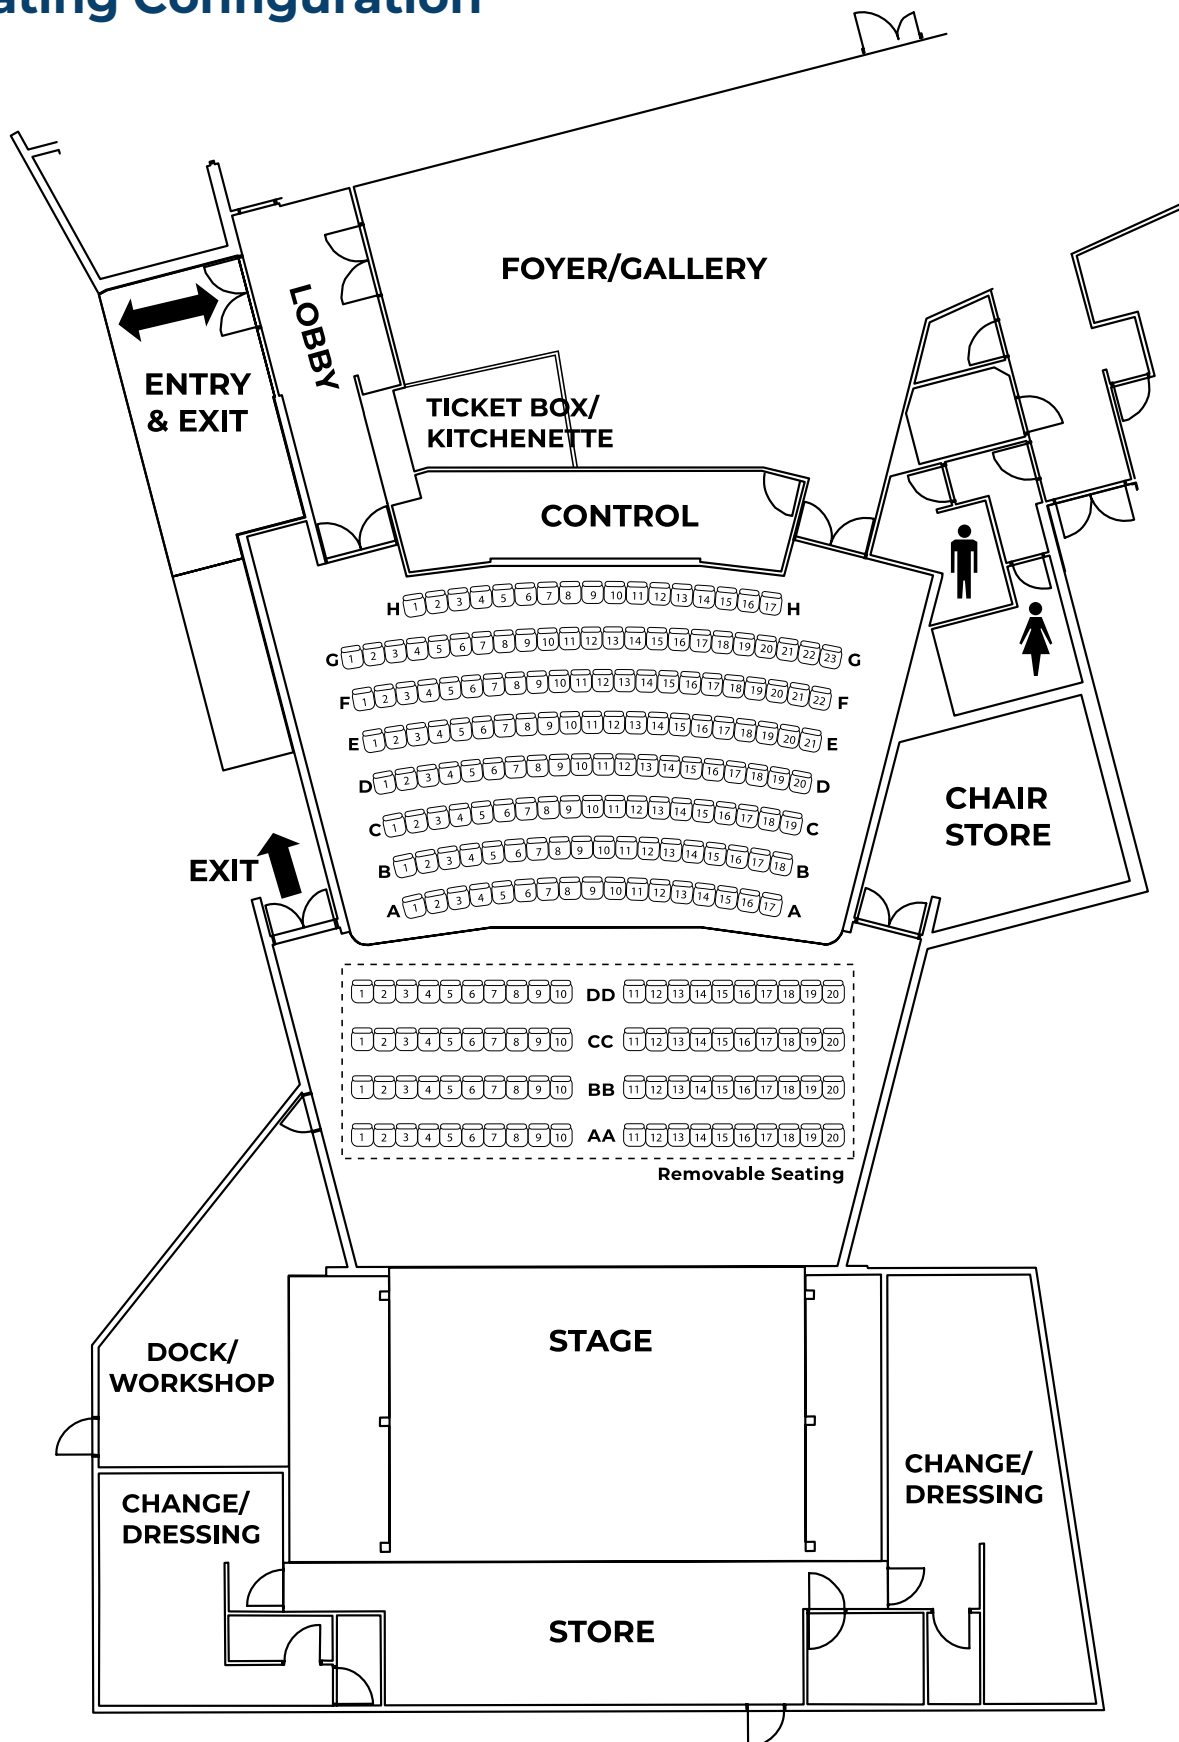 ating Configuration
FOYER/GALLERY
LOBBY
ENTRY
& EXIT
TICKET BOX/
KITCHENETTE
CONTROL
H 1 2 3 4 5 6 7 8 9 10 11 12 13 14 15 16 17 H
G 1 2 3 4 5 6 7 8 9 10 11 12 13 14 15 16 17 18 19 20 21 22 23 G
F 1 2 3 4 5 6 7 8 9 10 11 12 13 14 15 16 17 18 19 20 21 22 F
E 1 2 3 4 5 6 7 8 9 10 11 12 13 14 15 16 17 18 19 20 21 E
D 1 2 3 4 5 6 7 8 9 10 11 12 13 14 15 16 17 18 19 20 D
C 1 2 3 4 5 6 7 8 9 10 11 12 13 14 15 16 17 18 19 C
B 1 2 3 4 5 6 7 8 9 10 11 12 13 14 15 16 17 18 B
A 1 2 3 4 5 6 7 8 9 10 11 12 13 14 15 16 17 A
CHAIR
STORE
EXIT
1 2 3 4 5 6 7 8 9 10 DD 11 12 13 14 15 16 17 18 19 20
1 2 3 4 5 6 7 8 9 10 CC 11 12 13 14 15 16 17 18 19 20
1 2 3 4 5 6 7 8 9 10 BB 11 12 13 14 15 16 17 18 19 20
1 2 3 4 5 6 7 8 9 10 AA 11 12 13 14 15 16 17 18 19 20
Removable Seating
STAGE
DOCK/
WORKSHOP
CHANGE/
DRESSING
CHANGE/
DRESSING
STORE